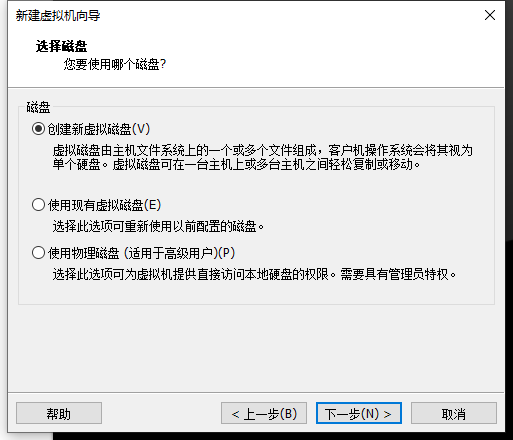 新建虚拟机向导
选择磁盘
您要使用哪个磁盘?
磁盘
创建新虚拟磁盘(V)
虚拟磁盘由主机文件系统上的一个或多个文件组成，客户机操作系统会将其视为
单个硬盘。虚拟磁盘可在一台主机上或多台主机之间轻松复制或移动。
使用现有虚拟磁盘(E)
选择此选项可重新使用以前配置的磁盘。
使用物理磁盘 (适用于高级用户)(P)
选择此选项可为虚拟机提供直接访问本地硬盘的权限。需要具有管理员特权。
帮助
< 上一步(B)
下一步(N) >
取消